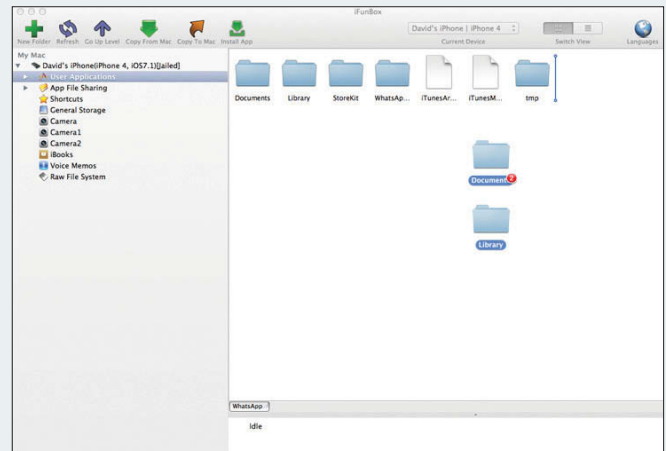 iFunBox
David's iPhone | iPhone 4
New Folder Refresh Go Up Level Copy From Mac Copy To Mac Install App Current Device Switch View Languages
My Mac
David's iPhone(iPhone 4, iOS7.1)[Jailed]
User Applications
App File Sharing
Shortcuts
General Storage
Camera
Camera1
Camera2
iBooks
Voice Memos
Raw File System
Documents Library StoreKit WhatsAp... iTunesAr... iTunesM... tmp
Documents 2
Library
WhatsApp
Idle